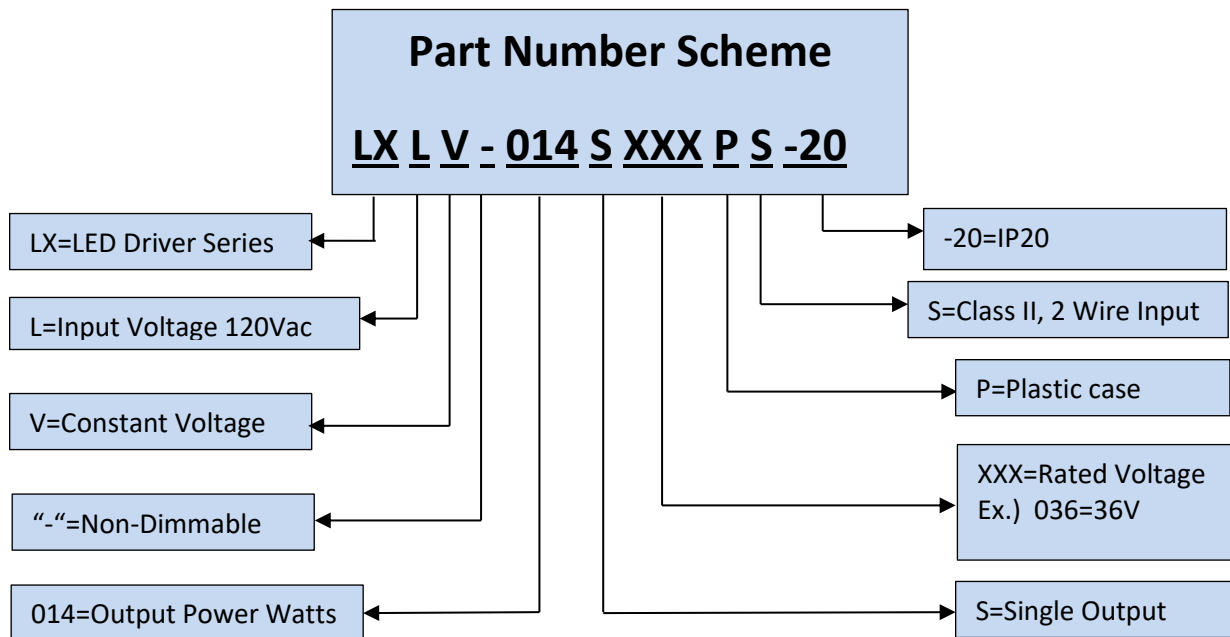 Part Number Scheme
LX L V - 014 S XXX P S -20
LX=LED Driver Series
L=Input Voltage 120Vac
V=Constant Voltage
“-“=Non-Dimmable
014=Output Power Watts
-20=IP20
S=Class II, 2 Wire Input
P=Plastic case
XXX=Rated Voltage
Ex.) 036=36V
S=Single Output